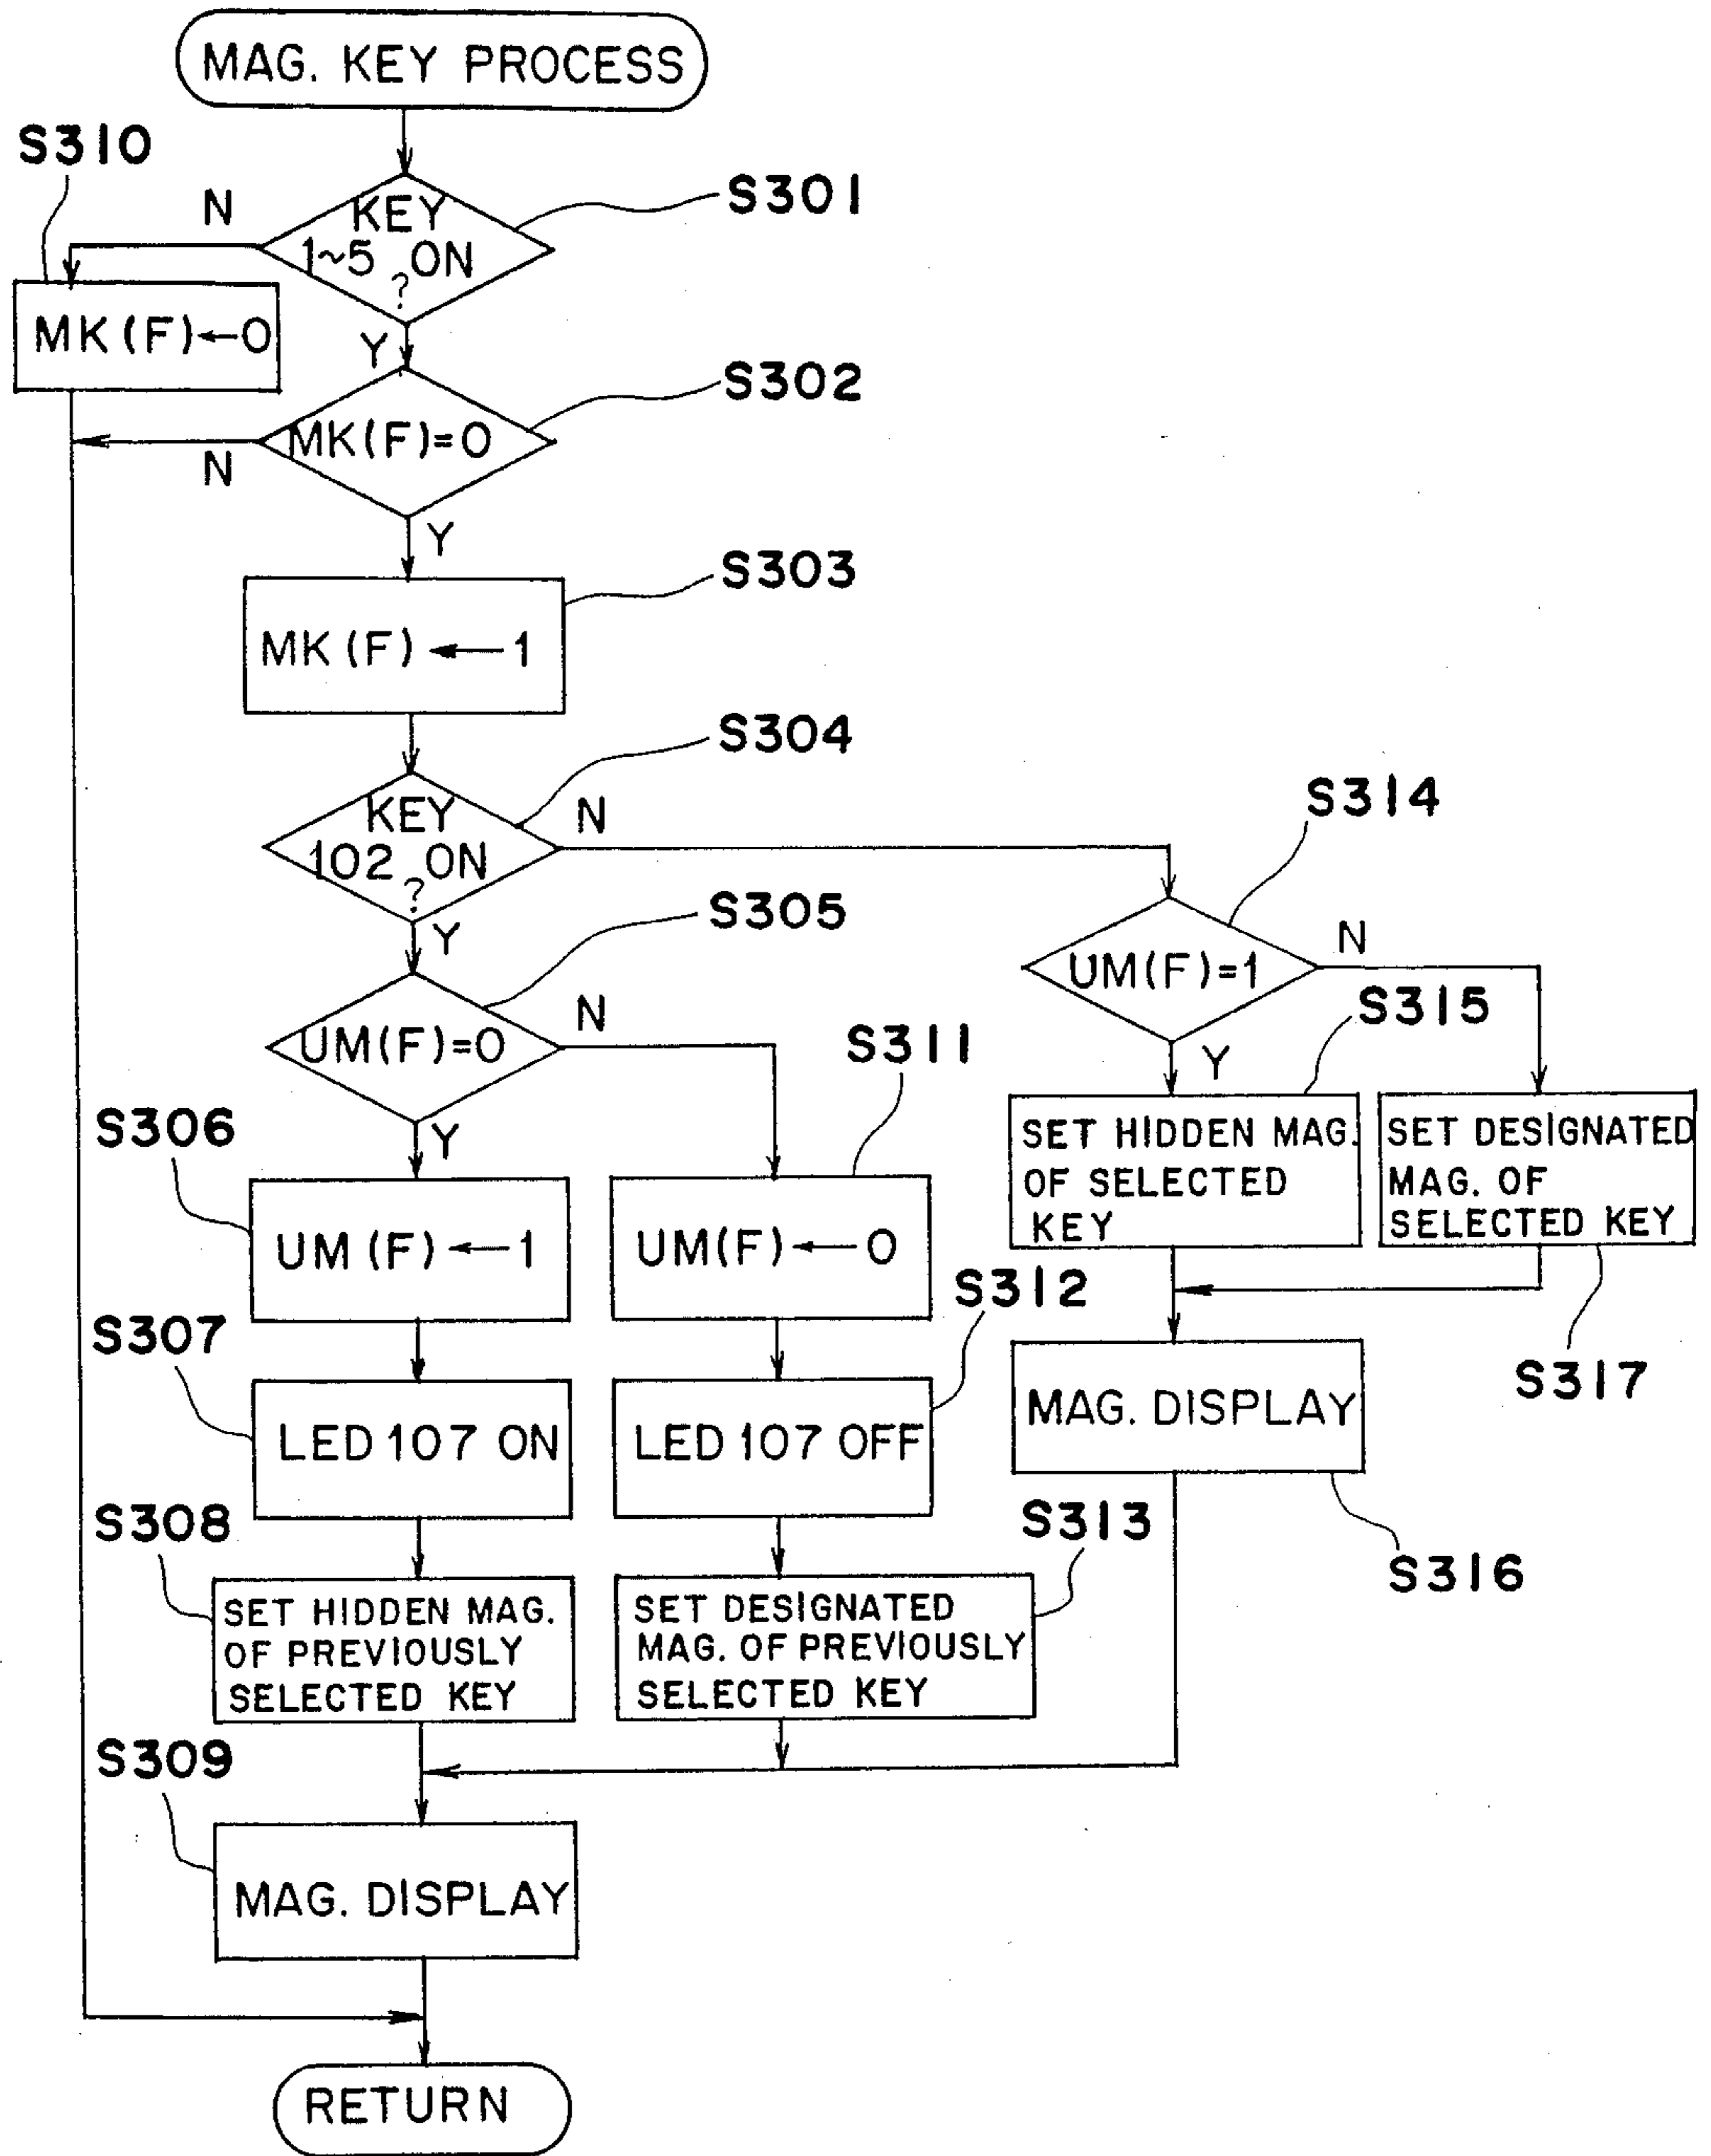 MAG. KEY PROCESS
S310
S301
N
KEY
1~5 ON
?
MK(F)←0
Y
S302
MK(F)=0
N
Y
S303
MK(F)←1
S304
KEY
102 ON
?
N
S314
Y
S305
UM(F)=1
N
UM(F)=0
N
S315
S311
Y
Y
S306
SET HIDDEN MAG.
OF SELECTED
KEY
SET DESIGNATED
MAG. OF
SELECTED KEY
UM(F)←1
UM(F)←0
S312
S307
S317
LED 107 ON
LED 107 OFF
MAG. DISPLAY
S308
S313
S316
SET HIDDEN MAG.
OF PREVIOUSLY
SELECTED KEY
SET DESIGNATED
MAG. OF PREVIOUSLY
SELECTED KEY
S309
MAG. DISPLAY
RETURN